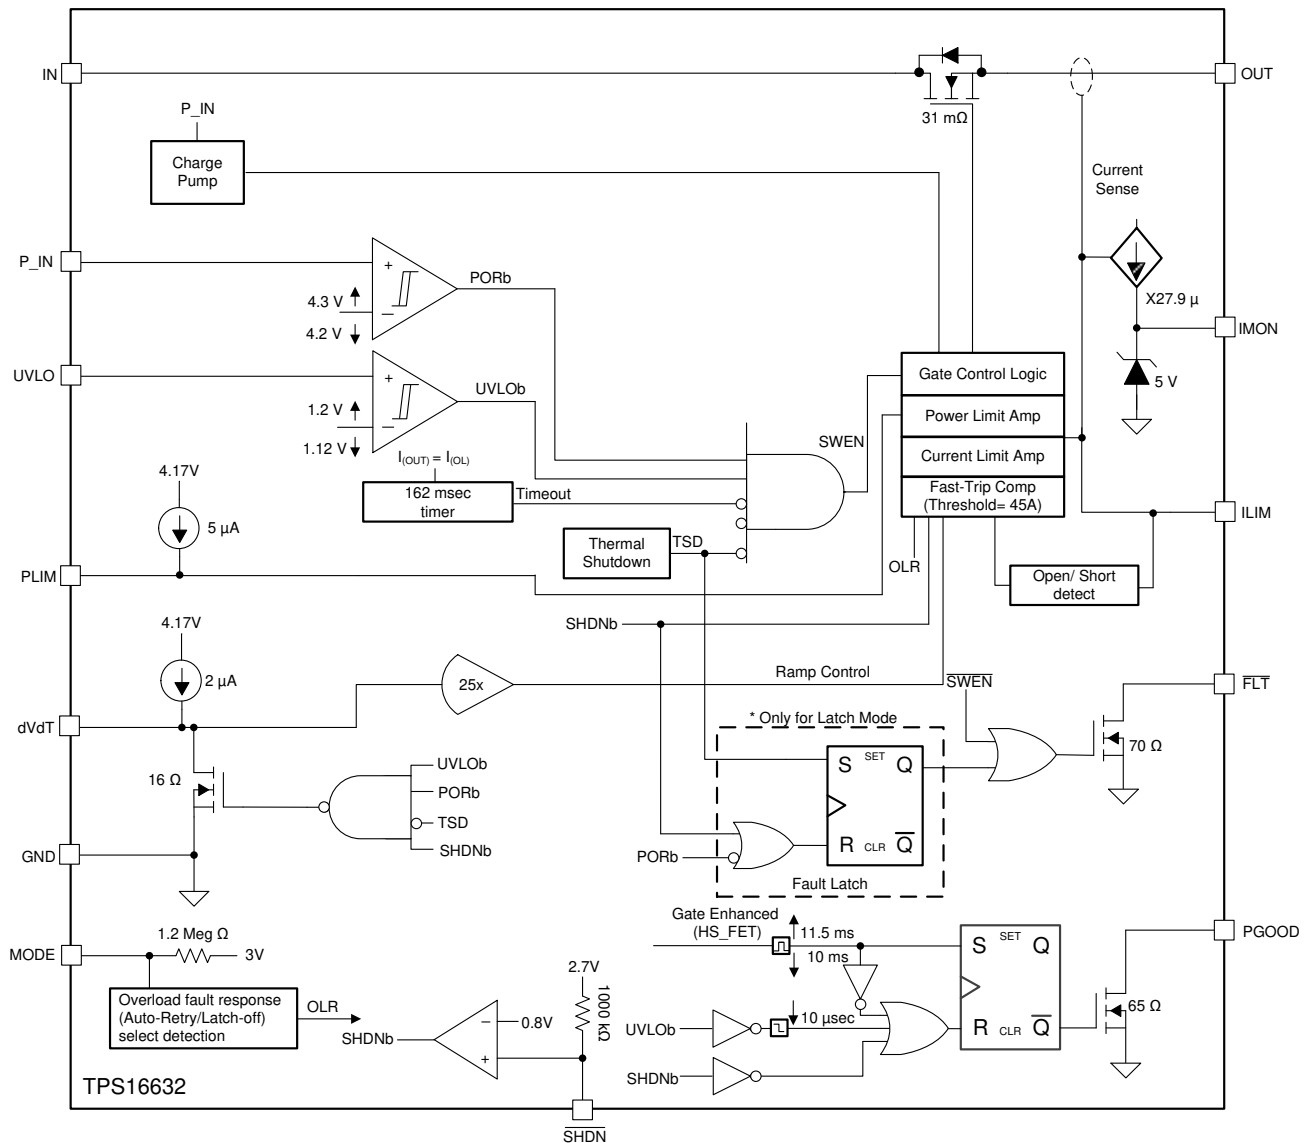 IN
OUT
31 mΩ
P_IN
Charge
Pump
Current
Sense
P_IN
PORb
4.3 V
4.2 V
X27.9 µ
IMON
5 V
UVLO
UVLOb
1.2 V
1.12 V
Gate Control Logic
Power Limit Amp
Current Limit Amp
Fast-Trip Comp
(Threshold= 45A)
SWEN
I(OUT) = I(OL)
162 msec
timer
Timeout
4.17V
5 µA
ILIM
Thermal
Shutdown
TSD
OLR
Open/ Short
detect
PLIM
SHDNb
4.17V
2 µA
25x
Ramp Control
SWEN
FLT
dVdT
* Only for Latch Mode
S SET Q
70 Ω
16 Ω
UVLOb
PORb
TSD
SHDNb
R CLR Q
PORb
Fault Latch
GND
Gate Enhanced
(HS_FET)
11.5 ms
10 ms
S SET Q
PGOOD
1.2 Meg Ω
3V
MODE
2.7V
1000 KΩ
Overload fault response
(Auto-Retry/Latch-off)
select detection
OLR
0.8V
SHDNb
10 µsec
UVLOb
R CLR Q
65 Ω
SHDNb
TPS16632
SHDN